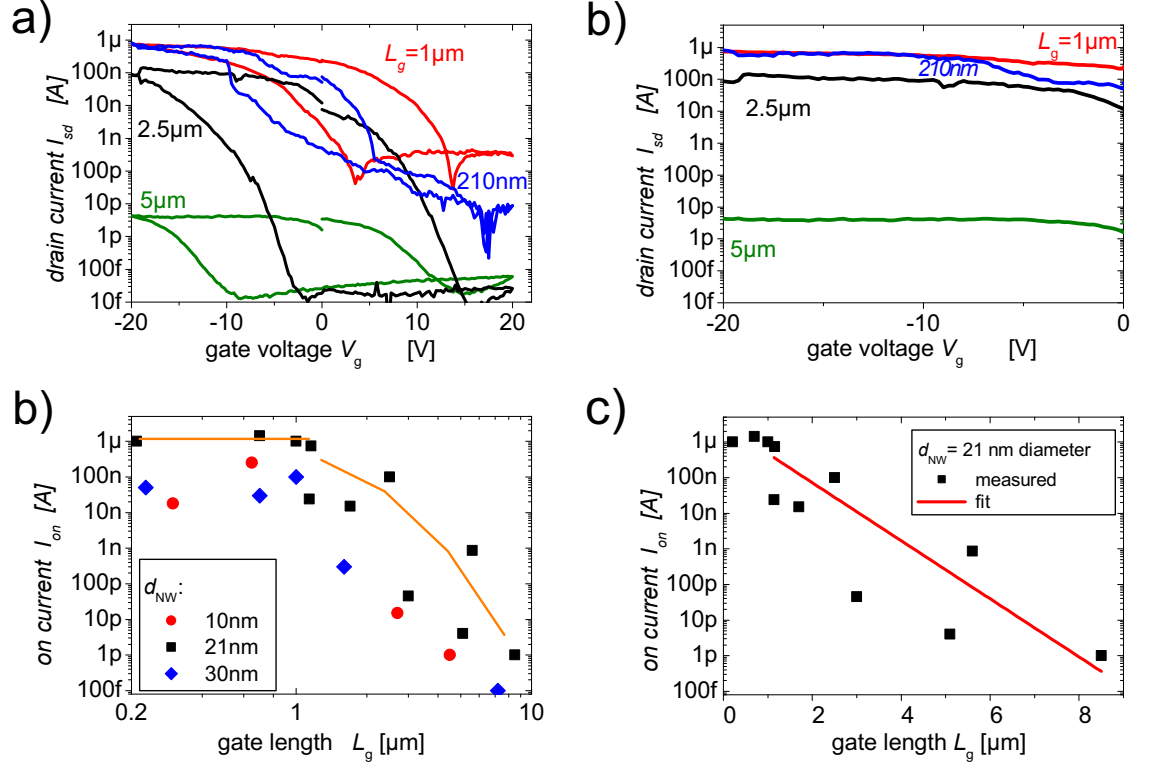 a)
1µ
100n
10n
1n
100p
10p
1p
100f
10f
drain current I_sd [A]
L_g=1µm
2.5µm
210nm
5µm
-20 -10 0 10 20
gate voltage V_g [V]
b)
1µ
100n
10n
1n
100p
10p
1p
100f
10f
drain current I_sd [A]
L_g=1µm
210nm
2.5µm
5µm
-20 -10 0
gate voltage V_g [V]
b)
1µ
100n
10n
1n
100p
10p
1p
100f
on current I_on [A]
d_NW:
10nm
21nm
30nm
0.2 1 10
gate length L_g [µm]
c)
1µ
100n
10n
1n
100p
10p
1p
100f
on current I_on [A]
d_NW= 21 nm diameter
measured
fit
0 2 4 6 8
gate length L_g [µm]